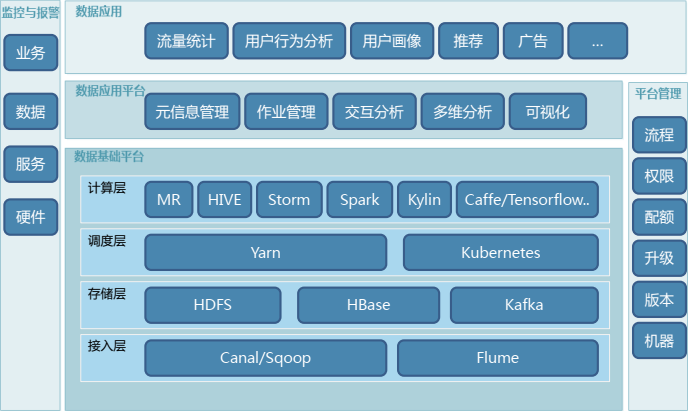 监控与报警
业务
数据
服务
硬件
数据应用
流量统计 用户行为分析 用户画像 推荐 广告 ...
数据应用平台
元信息管理 作业管理 交互分析 多维分析 可视化
数据基础平台
计算层
MR HIVE Storm Spark Kylin Caffe/Tensorflow..
调度层
Yarn Kubernetes
存储层
HDFS HBase Kafka
接入层
Canal/Sqoop Flume
平台管理
流程
权限
配额
升级
版本
机器